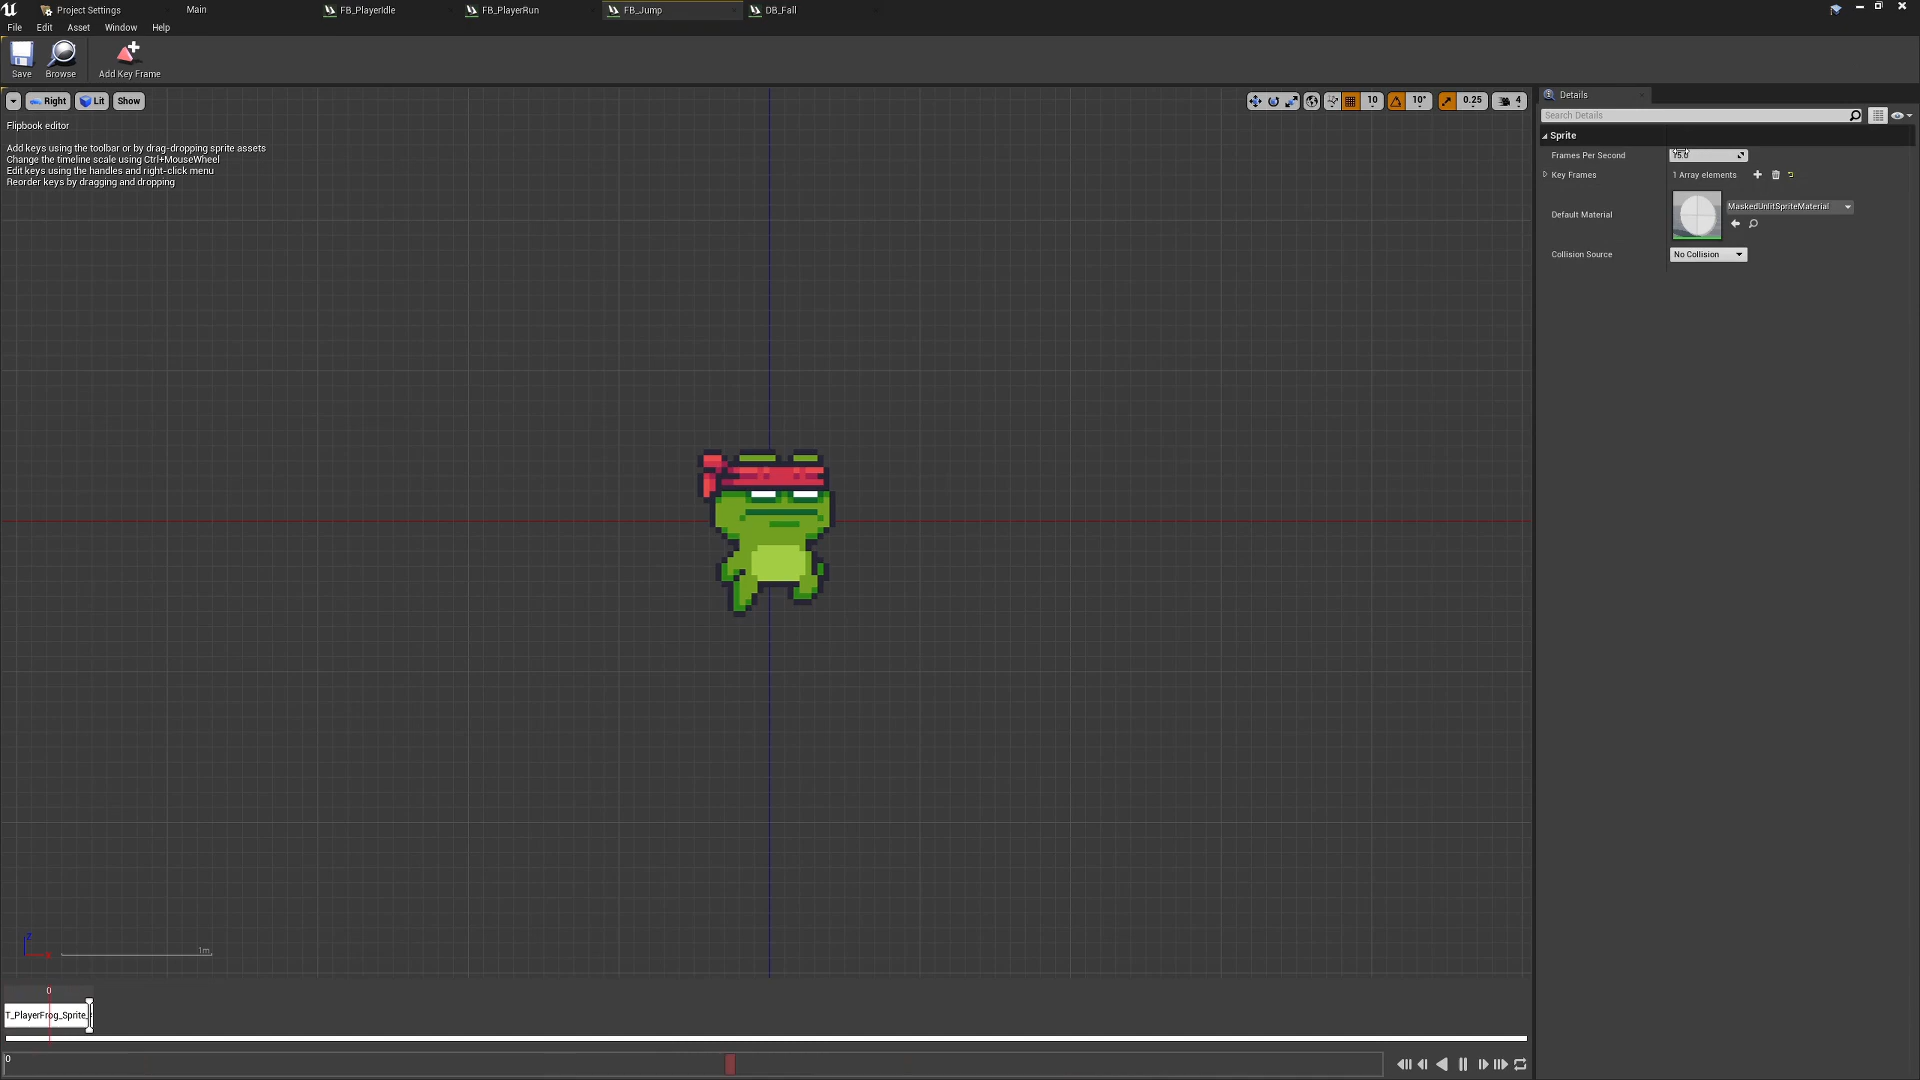 Project Settings
Main
FB_PlayerIdle
FB_PlayerRun
FB_Jump
DB_Fall
File
Edit
Asset
Window
Help
Save
Browse
Add Key Frame
Right
Lit
Show
10
10°
0.25
4
Flipbook editor
Add keys using the toolbar or by drag-dropping sprite assets
Change the timeline scale using Ctrl+MouseWheel
Edit keys using the handles and right-click menu
Reorder keys by dragging and dropping
Details
Search Details
Sprite
Frames Per Second
15.0
Key Frames
1 Array elements
Default Material
MaskedUnlitSpriteMaterial
Collision Source
No Collision
Z
X
1m
0
T_PlayerFrog_Sprite_
0